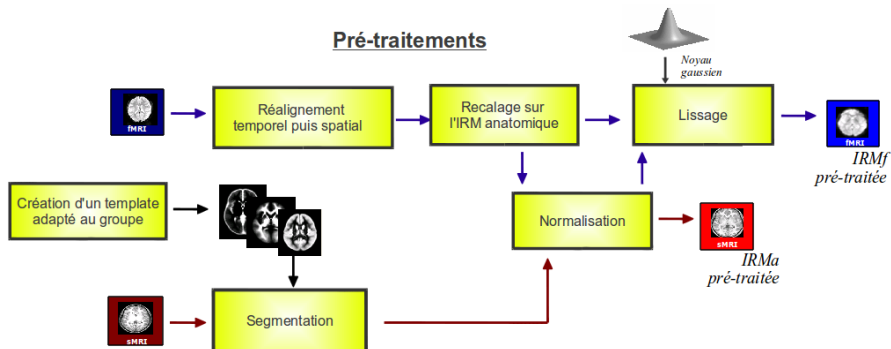 Pré-traitements
Noyau
gaussien
fMRI
Réalignement
temporel puis spatial
Recalage sur
l'IRM anatomique
Lissage
fMRI
IRMf
pré-traitée
Création d'un template
adapté au groupe
Normalisation
sMRI
IRMa
pré-traitée
sMRI
Segmentation